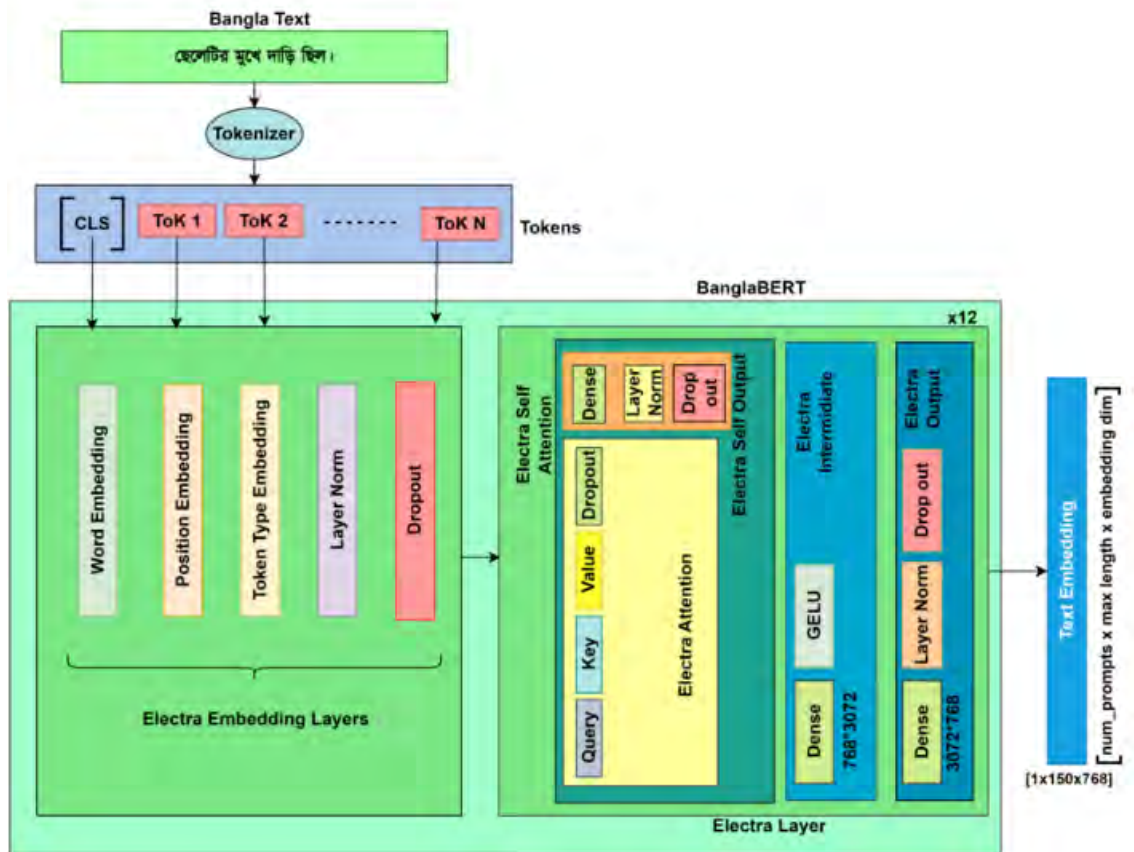 Bangla Text
ছেলেটির মুখে দাড়ি ছিল।
Tokenizer
[CLS]
ToK 1
ToK 2
-------
ToK N
Tokens
BanglaBERT
x12
Word Embedding
Position Embedding
Token Type Embedding
Layer Norm
Dropout
Electra Embedding Layers
Electra Self
Attention
Dense
Layer
Norm
Drop
out
Electra Self Output
Query
Key
Value
Dropout
Electra Attention
Electra
Intermidiate
GELU
Dense
768*3072
Electra
Output
Drop out
Layer Norm
Dense
3072*768
Electra Layer
Text Embedding
[num_prompts x max length x embedding dim]
[1x150x768]